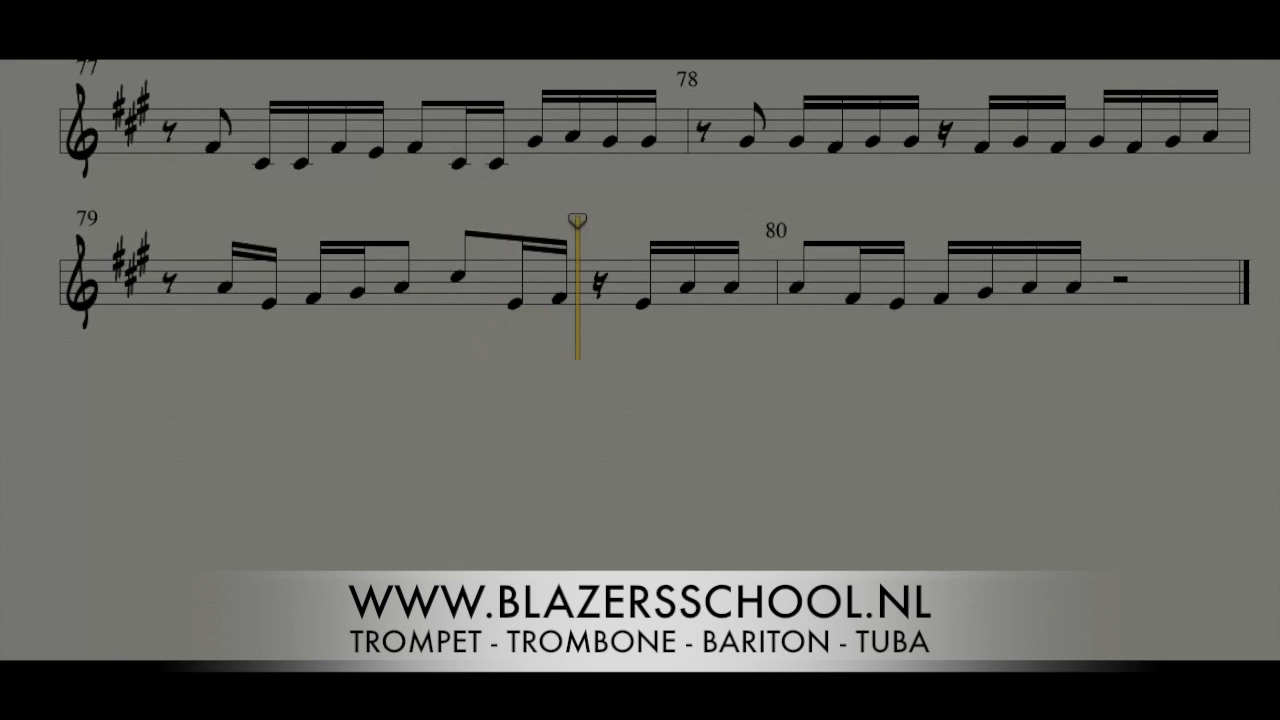 77
78
79
80
WWW.BLAZERSSCHOOL.NL
TROMPET - TROMBONE - BARITON - TUBA